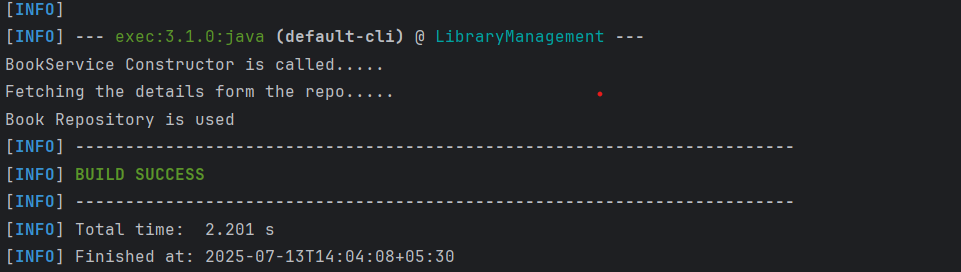 [INFO]
[INFO] --- exec:3.1.0:java (default-cli) @ LibraryManagement ---
BookService Constructor is called.....
Fetching the details form the repo.....
Book Repository is used
[INFO] ------------------------------------------------------------------------
[INFO] BUILD SUCCESS
[INFO] ------------------------------------------------------------------------
[INFO] Total time:  2.201 s
[INFO] Finished at: 2025-07-13T14:04:08+05:30